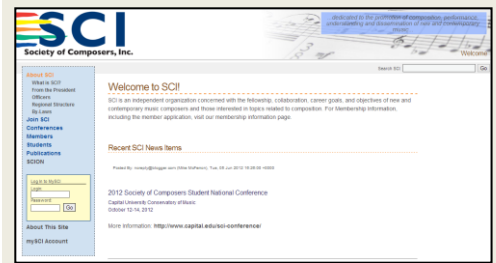 SCI
Society of Composers, Inc.
dedicated to the promotion of composition, performance,
understanding and dissemination of new and contemporary
music
Welcome
Search SCI:
Go
About SCI
What is SCI?
From the President
Officers
Regional Directors
By Laws
Join SCI
Conferences
Members
Students
Publications
SCION
Log in to MySCI
Login
Password
Go
About This Site
mySCI Account
Welcome to SCI!
SCI is an independent organization concerned with the fellowship, collaboration, career goals, and objectives of new and
contemporary music composers and those interested in topics related to composition. For Membership Information,
including the member application, visit our membership information page.
Recent SCI News Items
Posted By: Tue, 05 Jun 2012
2012 Society of Composers Student National Conference
Capital University Conservatory of Music
October 12-14, 2012
More Information: http://www.capital.edu/sci-conference/